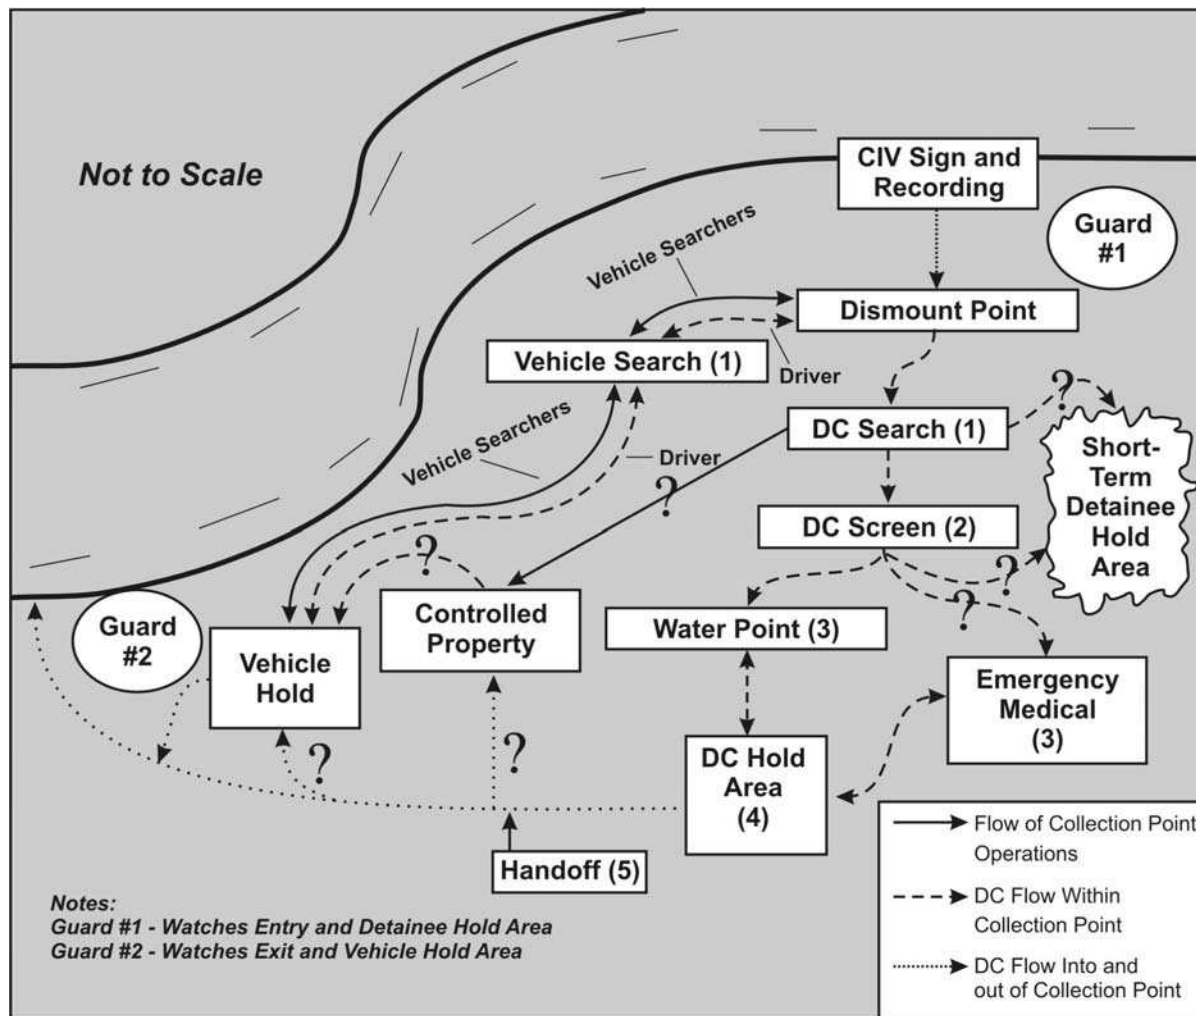 Not to Scale
CIV Sign and
Recording
Guard
#1
Vehicle Searchers
Dismount Point
Vehicle Search (1)
Driver
?
Vehicle Searchers
DC Search (1)
Short-
Term
Detainee
Hold
Area
Driver
?
DC Screen (2)
?
?
?
Guard
#2
Controlled
Property
Water Point (3)
Vehicle
Hold
Emergency
Medical
(3)
?
?
DC Hold
Area
(4)
Handoff (5)
Flow of Collection Point
Operations
DC Flow Within
Collection Point
DC Flow Into and
out of Collection Point
Notes:
Guard #1 - Watches Entry and Detainee Hold Area
Guard #2 - Watches Exit and Vehicle Hold Area